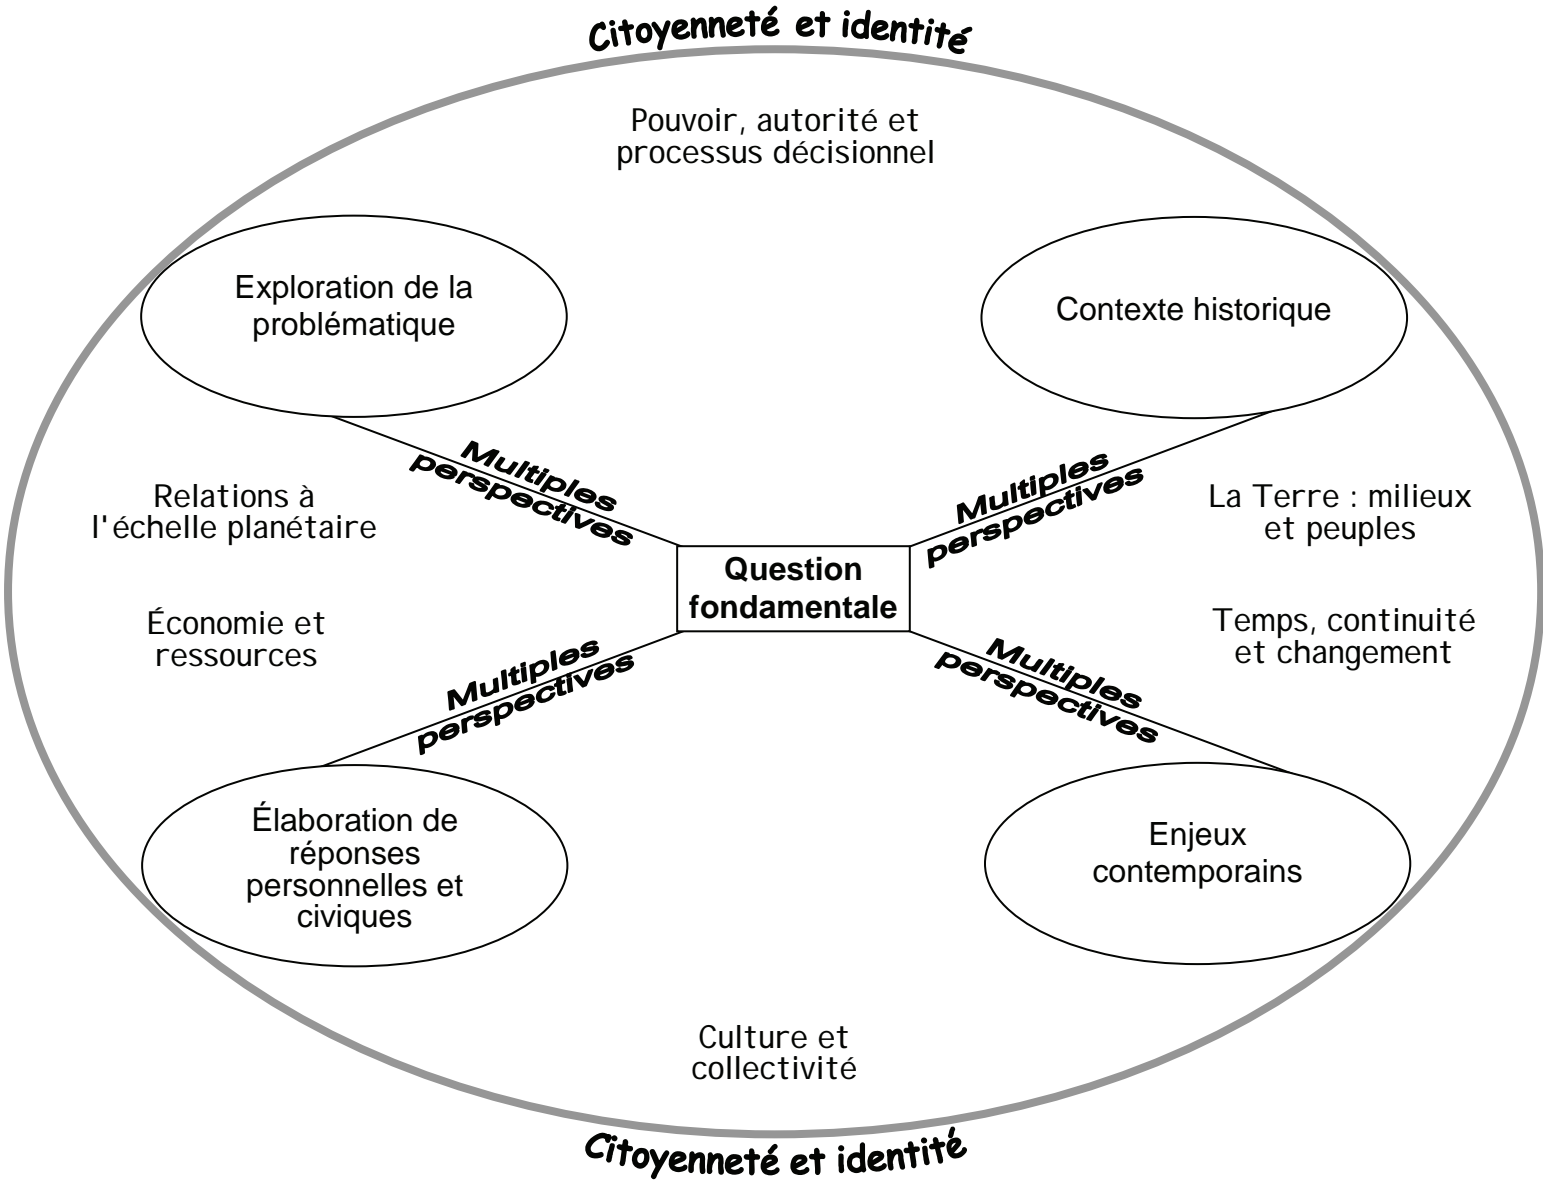 Citoyenneté et identité
Pouvoir, autorité et
processus décisionnel
Exploration de la
problématique
Contexte historique
Multiples
perspectives
Multiples
perspectives
Relations à
l'échelle planétaire
La Terre : milieux
et peuples
Question
fondamentale
Économie et
ressources
Temps, continuité
et changement
Multiples
perspectives
Multiples
perspectives
Élaboration de
réponses
personnelles et
civiques
Enjeux
contemporains
Culture et
collectivité
Citoyenneté et identité